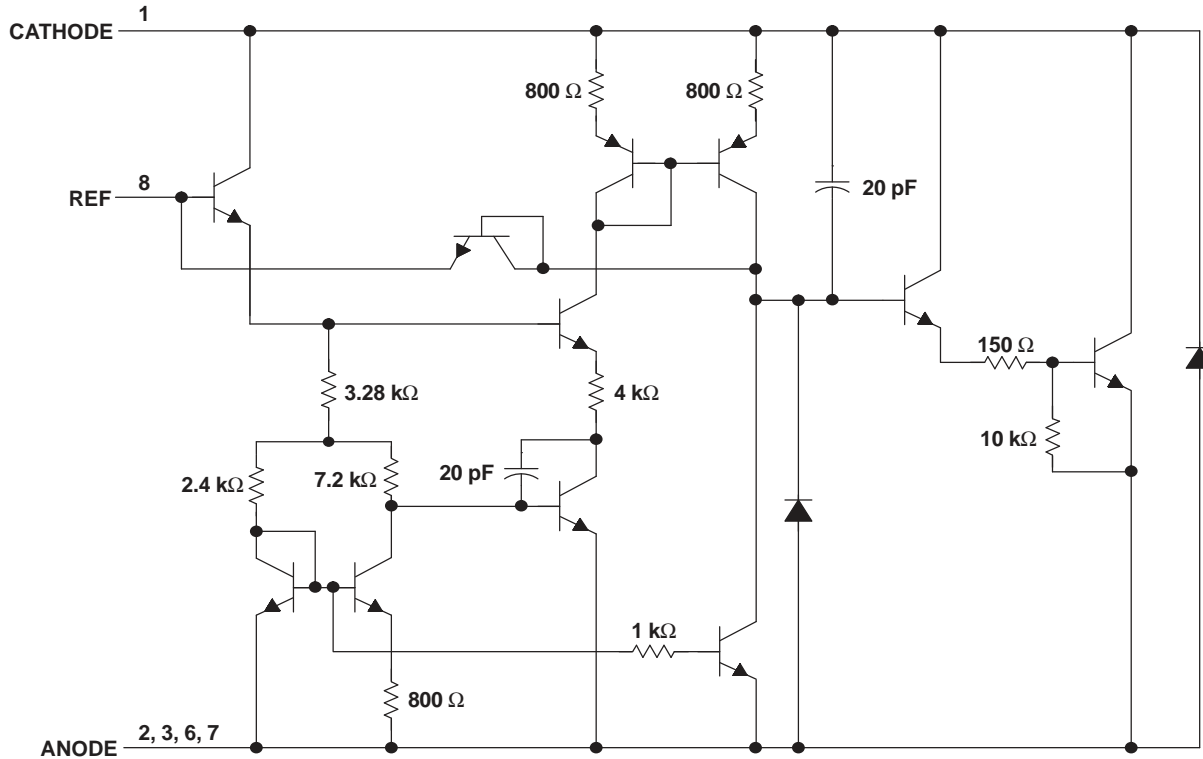 1
CATHODE
800 Ω
800 Ω
8
REF
20 pF
150 Ω
3.28 kΩ
4 kΩ
10 kΩ
2.4 kΩ
7.2 kΩ
20 pF
1 kΩ
800 Ω
2, 3, 6, 7
ANODE